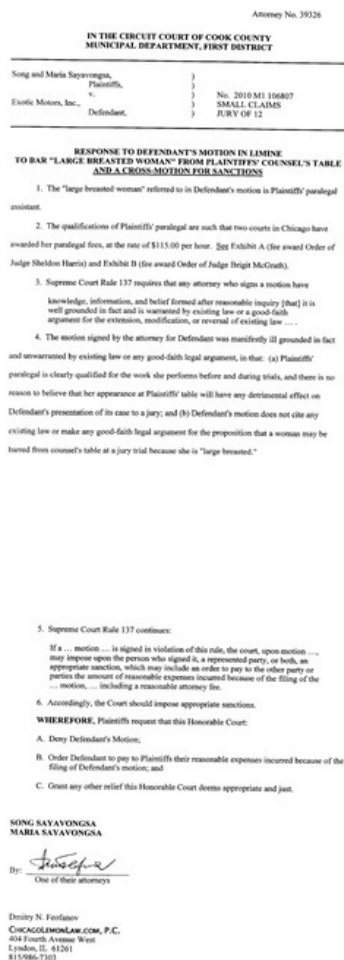 Attorney No. 39326
IN THE CIRCUIT COURT OF COOK COUNTY
MUNICIPAL DEPARTMENT, FIRST DISTRICT
Song and Maria Sayavongsa, )
Plaintiffs, )
v. ) No. 2010 M1 106807
Exotic Motors, Inc., ) SMALL CLAIMS
Defendant, ) JURY OF 12
RESPONSE TO DEFENDANT'S MOTION IN LIMINE
TO BAR "LARGE BREASTED WOMAN" FROM PLAINTIFFS' COUNSEL'S TABLE
AND A CROSS-MOTION FOR SANCTIONS
1. The "large breasted woman" referred to in Defendant's motion is Plaintiffs' paralegal
assistant.
2. The qualifications of Plaintiffs' paralegal are such that two courts in Chicago have
awarded her paralegal fees, at the rate of $115.00 per hour. See Exhibit A (fee award Order of
Judge Sheldon Harris) and Exhibit B (fee award Order of Judge Brigit McGrath).
3. Supreme Court Rule 137 requires that any attorney who signs a motion have
knowledge, information, and belief formed after reasonable inquiry [that] it is
well grounded in fact and is warranted by existing law or a good-faith
argument for the extension, modification, or reversal of existing law ... .
4. The motion signed by the attorney for Defendant was manifestly ill grounded in fact
and unwarranted by existing law or any good-faith legal argument, in that: (a) Plaintiffs'
paralegal is clearly qualified for the work she performs before and during trials, and there is no
reason to believe that her appearance at Plaintiffs' table will have any detrimental effect on
Defendant's presentation of its case to a jury; and (b) Defendant's motion does not cite any
existing law or make any good-faith legal argument for the proposition that a woman may be
barred from counsel's table at a jury trial because she is "large breasted."
5. Supreme Court Rule 137 continues:
If a ... motion ... is signed in violation of this rule, the court, upon motion ...,
may impose upon the person who signed it, a represented party, or both, an
appropriate sanction, which may include an order to pay to the other party or
parties the amount of reasonable expenses incurred because of the filing of the
... motion, ... including a reasonable attorney fee.
6. Accordingly, the Court should impose appropriate sanctions.
WHEREFORE, Plaintiffs request that this Honorable Court:
A. Deny Defendant's Motion;
B. Order Defendant to pay to Plaintiffs their reasonable expenses incurred because of the
filing of Defendant's motion; and
C. Grant any other relief this Honorable Court deems appropriate and just.
SONG SAYAVONGSA
MARIA SAYAVONGSA
By:
One of their attorneys
Dmitry N. Feofanov
CHICAGOLEMONLAW.COM, P.C.
404 Fourth Avenue West
Lyndon, IL 61261
815/986-7303